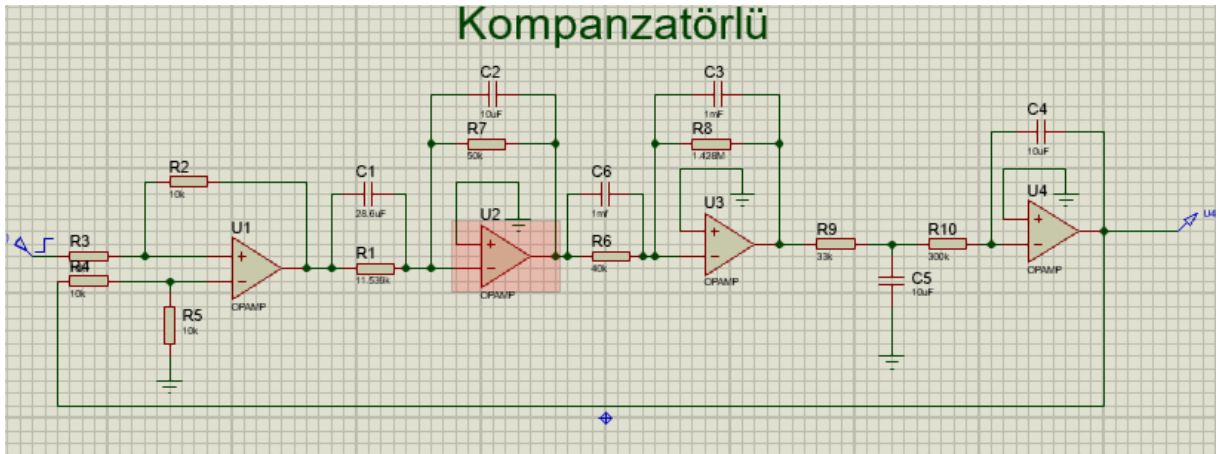 Kompanzatörlü
C2
10uF
R7
50k
C3
1mF
R8
1.428M
C4
10uF
R2
10k
C1
28.6uF
C6
1mf
U1
U2
U3
U4
R3
R1
11.539k
R6
40k
R9
33k
R10
300k
R4
10k
R5
10k
C5
10uF
OPAMP
OPAMP
OPAMP
OPAMP